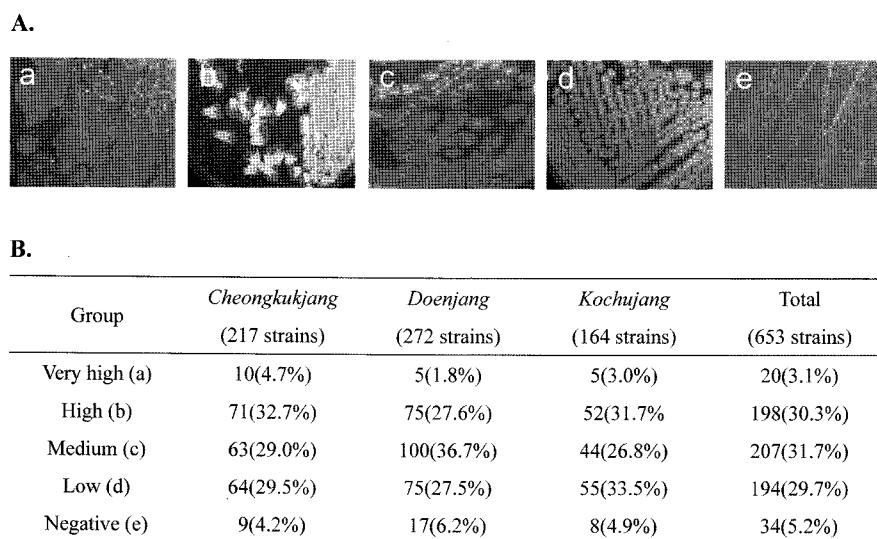 A.
a b c d e
B.
Group Cheongkukjang Doenjang Kochujang Total
(217 strains) (272 strains) (164 strains) (653 strains)
Very high (a) 10(4.7%) 5(1.8%) 5(3.0%) 20(3.1%)
High (b) 71(32.7%) 75(27.6%) 52(31.7% 198(30.3%)
Medium (c) 63(29.0%) 100(36.7%) 44(26.8%) 207(31.7%)
Low (d) 64(29.5%) 75(27.5%) 55(33.5%) 194(29.7%)
Negative (e) 9(4.2%) 17(6.2%) 8(4.9%) 34(5.2%)